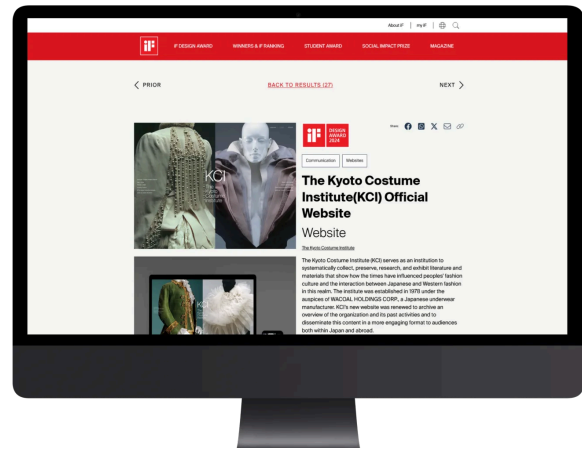 About iF | my iF |
iF DESIGN AWARD WINNERS & iF RANKING STUDENT AWARD SOCIAL IMPACT PRIZE MAGAZINE
PRIOR BACK TO RESULTS (27) NEXT
iF DESIGN AWARD 2024
Share
Communication Websites
The Kyoto Costume
Institute(KCI) Official
Website
Website
The Kyoto Costume Institute
The Kyoto Costume Institute (KCI) serves as an institution to
systematically collect, preserve, research, and exhibit literature and
materials that show how the times have influenced peoples' fashion
culture and the interaction between Japanese and Western fashion
in this realm. The institute was established in 1978 under the
auspices of WACOAL HOLDINGS CORP., a Japanese underwear
manufacturer. KCI's new website was renewed to archive an
overview of the organization and its past activities and to
disseminate this content in a more engaging format to audiences
both within Japan and abroad.
KCI
The Kyoto
Costume
Institute
KCI